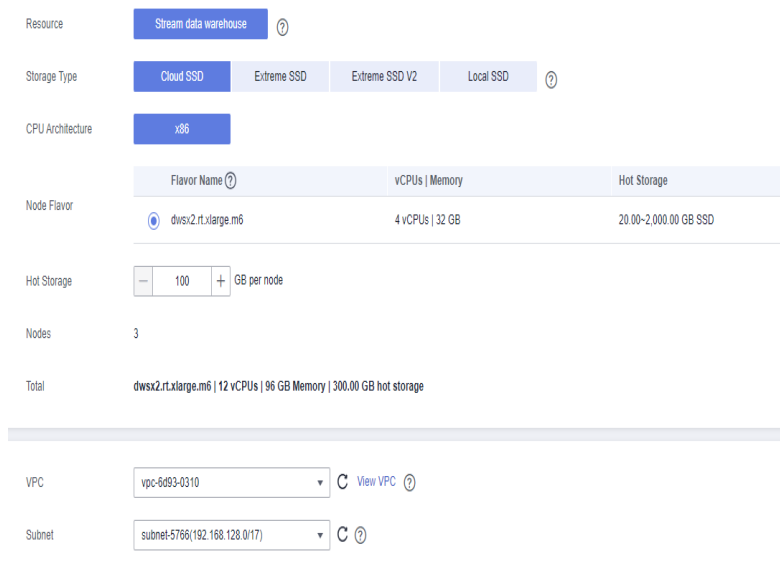 Resource Stream data warehouse ?
Storage Type Cloud SSD Extreme SSD Extreme SSD V2 Local SSD ?
CPU Architecture x86
Flavor Name ? vCPUs | Memory Hot Storage
Node Flavor
dwsx2.rt.xlarge.m6 4 vCPUs | 32 GB 20.00~2,000.00 GB SSD
Hot Storage − 100 + GB per node
Nodes 3
Total dwsx2.rt.xlarge.m6 | 12 vCPUs | 96 GB Memory | 300.00 GB hot storage
VPC vpc-6d93-0310 View VPC ?
Subnet subnet-5766(192.168.128.0/17) ?